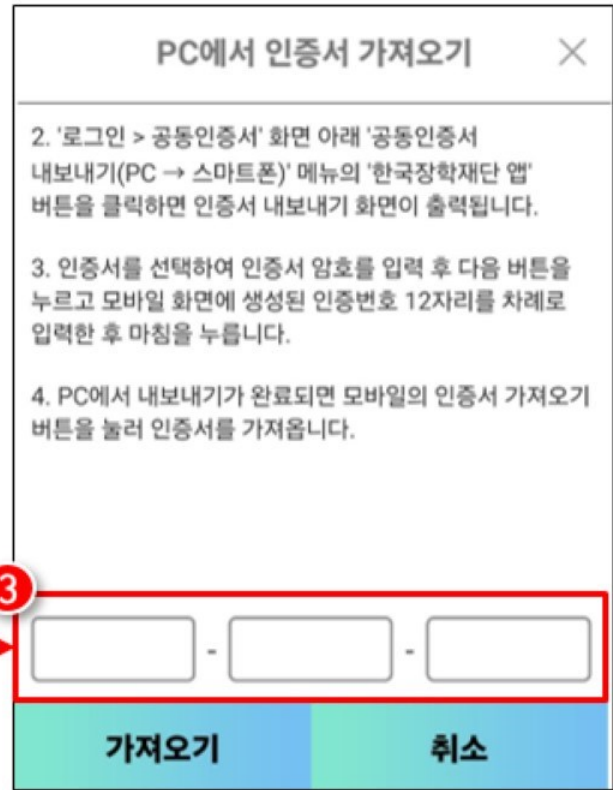 PC에서 인증서 가져오기
2. '로그인 > 공동인증서' 화면 아래 '공동인증서
내보내기(PC → 스마트폰)' 메뉴의 '한국장학재단 앱'
버튼을 클릭하면 인증서 내보내기 화면이 출력됩니다.
3. 인증서를 선택하여 인증서 암호를 입력 후 다음 버튼을
누르고 모바일 화면에 생성된 인증번호 12자리를 차례로
입력한 후 마침을 누릅니다.
4. PC에서 내보내기가 완료되면 모바일의 인증서 가져오기
버튼을 눌러 인증서를 가져옵니다.
3
- -
가져오기 취소